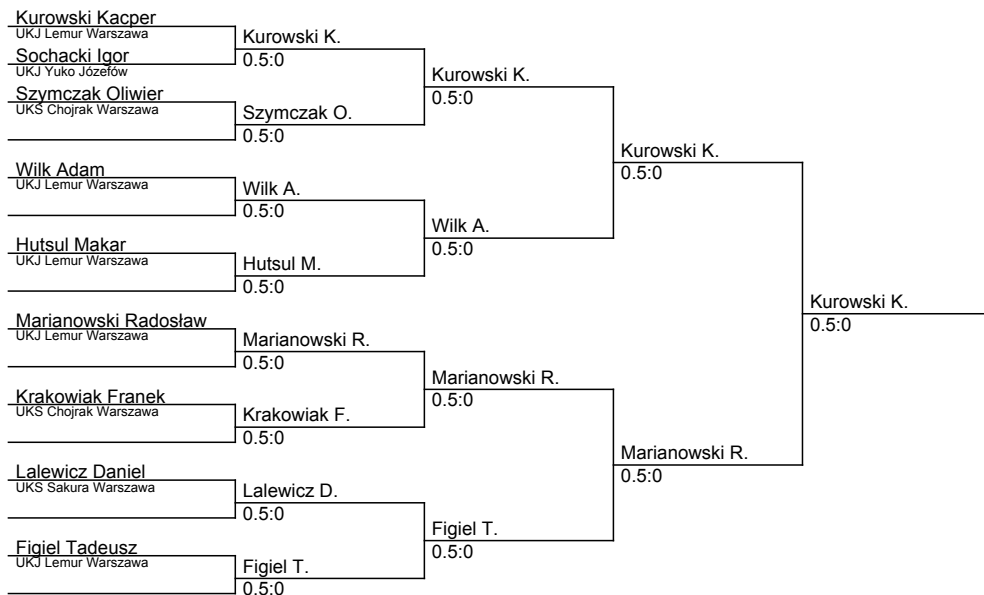 Kurowski Kacper
UKJ Lemur Warszawa
Sochacki Igor
UKJ Yuko Józefów
Szymczak Oliwier
UKS Chojrak Warszawa
Wilk Adam
UKJ Lemur Warszawa
Hutsul Makar
UKJ Lemur Warszawa
Marianowski Radosław
UKJ Lemur Warszawa
Krakowiak Franek
UKS Chojrak Warszawa
Lalewicz Daniel
UKS Sakura Warszawa
Figiel Tadeusz
UKJ Lemur Warszawa
Kurowski K.
0.5:0
Szymczak O.
0.5:0
Wilk A.
0.5:0
Hutsul M.
0.5:0
Marianowski R.
0.5:0
Krakowiak F.
0.5:0
Lalewicz D.
0.5:0
Figiel T.
0.5:0
Kurowski K.
0.5:0
Wilk A.
0.5:0
Marianowski R.
0.5:0
Figiel T.
0.5:0
Kurowski K.
0.5:0
Marianowski R.
0.5:0
Kurowski K.
0.5:0